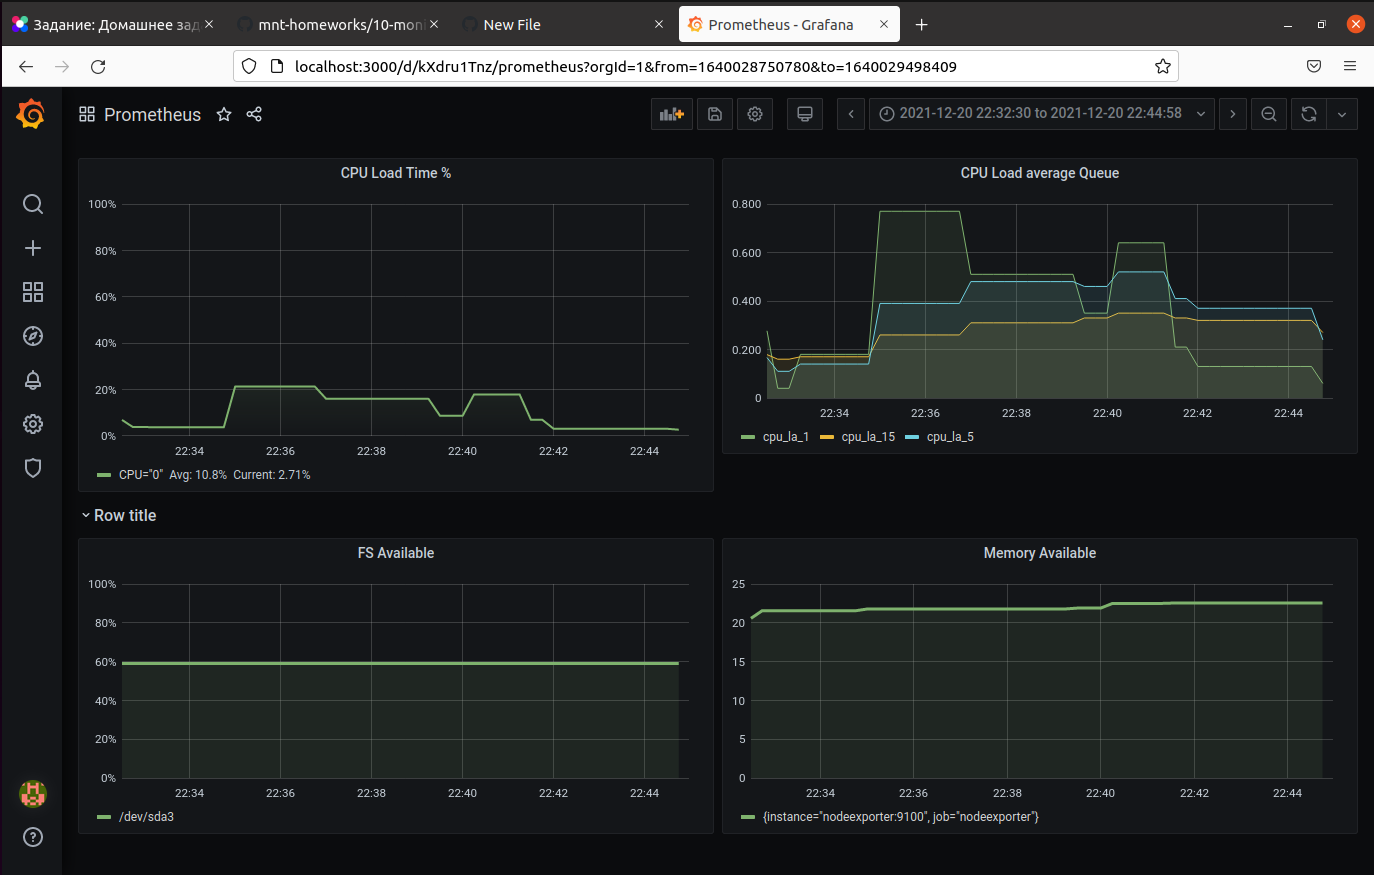 Задание: Домашнее зад
mnt-homeworks/10-moni
New File
Prometheus - Grafana
localhost:3000/d/kXdru1Tnz/prometheus?orgId=1&from=1640028750780&to=1640029498409
Prometheus
2021-12-20 22:32:30 to 2021-12-20 22:44:58
CPU Load Time %
100%
80%
60%
40%
20%
0%
22:34 22:36 22:38 22:40 22:42 22:44
CPU="0" Avg: 10.8% Current: 2.71%
CPU Load average Queue
0.800
0.600
0.400
0.200
0
22:34 22:36 22:38 22:40 22:42 22:44
cpu_la_1 cpu_la_15 cpu_la_5
Row title
FS Available
100%
80%
60%
40%
20%
0%
22:34 22:36 22:38 22:40 22:42 22:44
/dev/sda3
Memory Available
25
20
15
10
5
0
22:34 22:36 22:38 22:40 22:42 22:44
{instance="nodeexporter:9100", job="nodeexporter"}